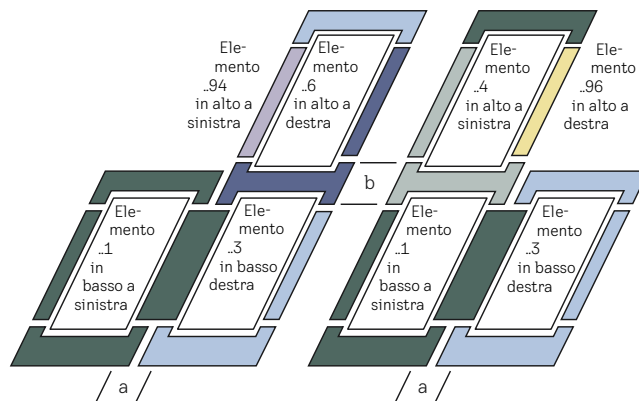 Ele-
mento
..94
in alto a
sinistra
Ele-
mento
..6
in alto a
destra
Ele-
mento
..4
in alto a
sinistra
Ele-
mento
..96
in alto a
destra
b
Ele-
mento
..1
in
basso a
sinistra
Ele-
mento
..3
in basso
destra
Ele-
mento
..1
in
basso a
sinistra
Ele-
mento
..3
in basso
destra
a
a